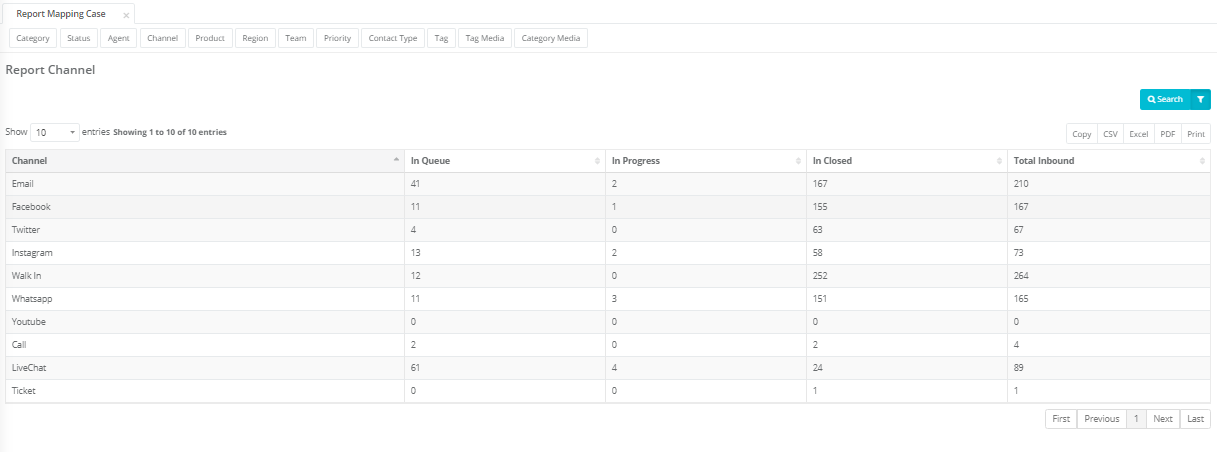 Report Mapping Case ×
Category Status Agent Channel Product Region Team Priority Contact Type Tag Tag Media Category Media
Report Channel
Search
Show 10 entries Showing 1 to 10 of 10 entries
Copy CSV Excel PDF Print
Channel In Queue In Progress In Closed Total Inbound
Email 41 2 167 210
Facebook 11 1 155 167
Twitter 4 0 63 67
Instagram 13 2 58 73
Walk In 12 0 252 264
Whatsapp 11 3 151 165
Youtube 0 0 0 0
Call 2 0 2 4
LiveChat 61 4 24 89
Ticket 0 0 1 1
First Previous 1 Next Last